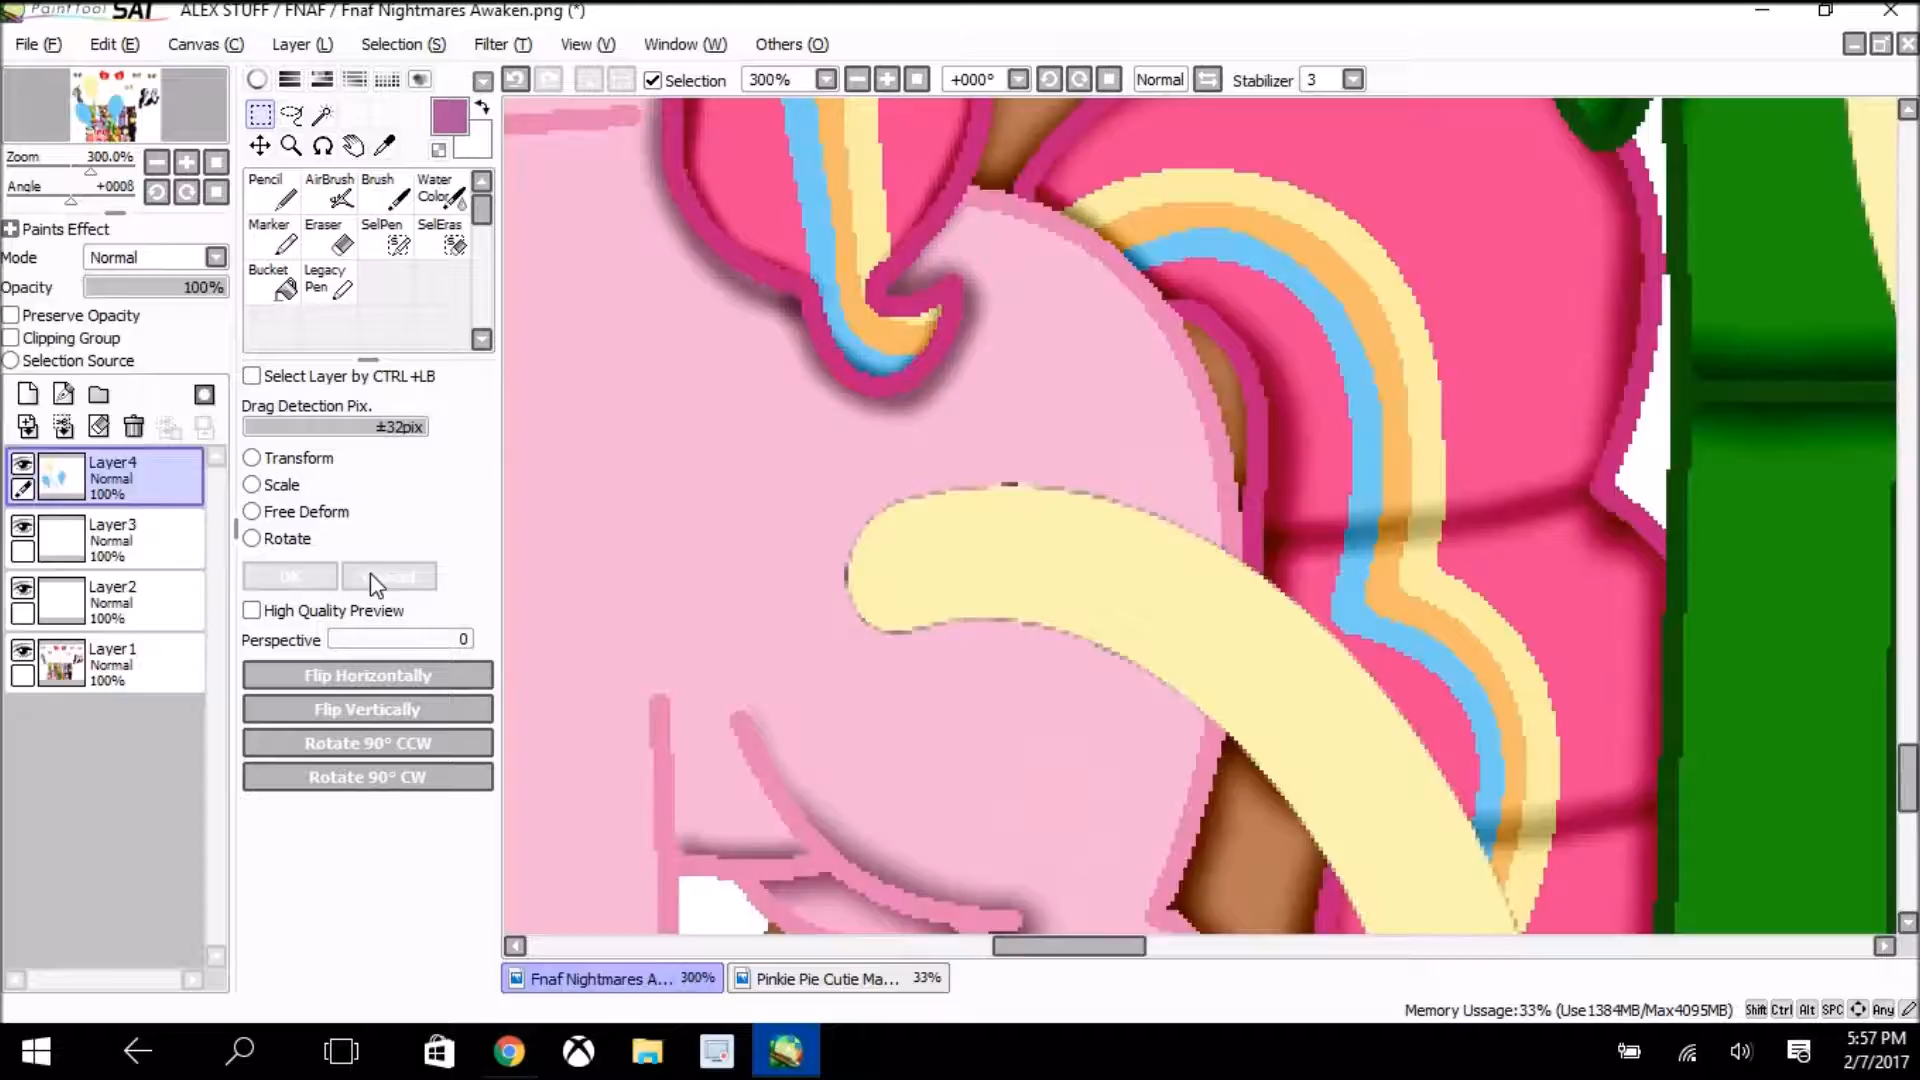 PaintTool SAI ALEX STUFF / FNAF / Fnaf Nightmares Awaken.png (*)
File (F) Edit (E) Canvas (C) Layer (L) Selection (S) Filter (T) View (V) Window (W) Others (O)
Selection 300% +000° Normal Stabilizer 3
Zoom 300.0%
Angle +000ß
Paints Effect
Mode Normal
Opacity 100%
Preserve Opacity
Clipping Group
Selection Source
Layer4
Normal
100%
Layer3
Normal
100%
Layer2
Normal
100%
Layer1
Normal
100%
Pencil AirBrush Brush Water Color
Marker Eraser SelPen SelEras
Bucket Legacy Pen
Select Layer by CTRL+LB
Drag Detection Pix.
±32pix
Transform
Scale
Free Deform
Rotate
OK
High Quality Preview
Perspective 0
Flip Horizontally
Flip Vertically
Rotate 90° CCW
Rotate 90° CW
Fnaf Nightmares A... 300% Pinkie Pie Cutie Ma... 33%
Memory Usage:33% (Use1384MB/Max4095MB) Shift Ctrl Alt SPC Any
5:57 PM
2/7/2017